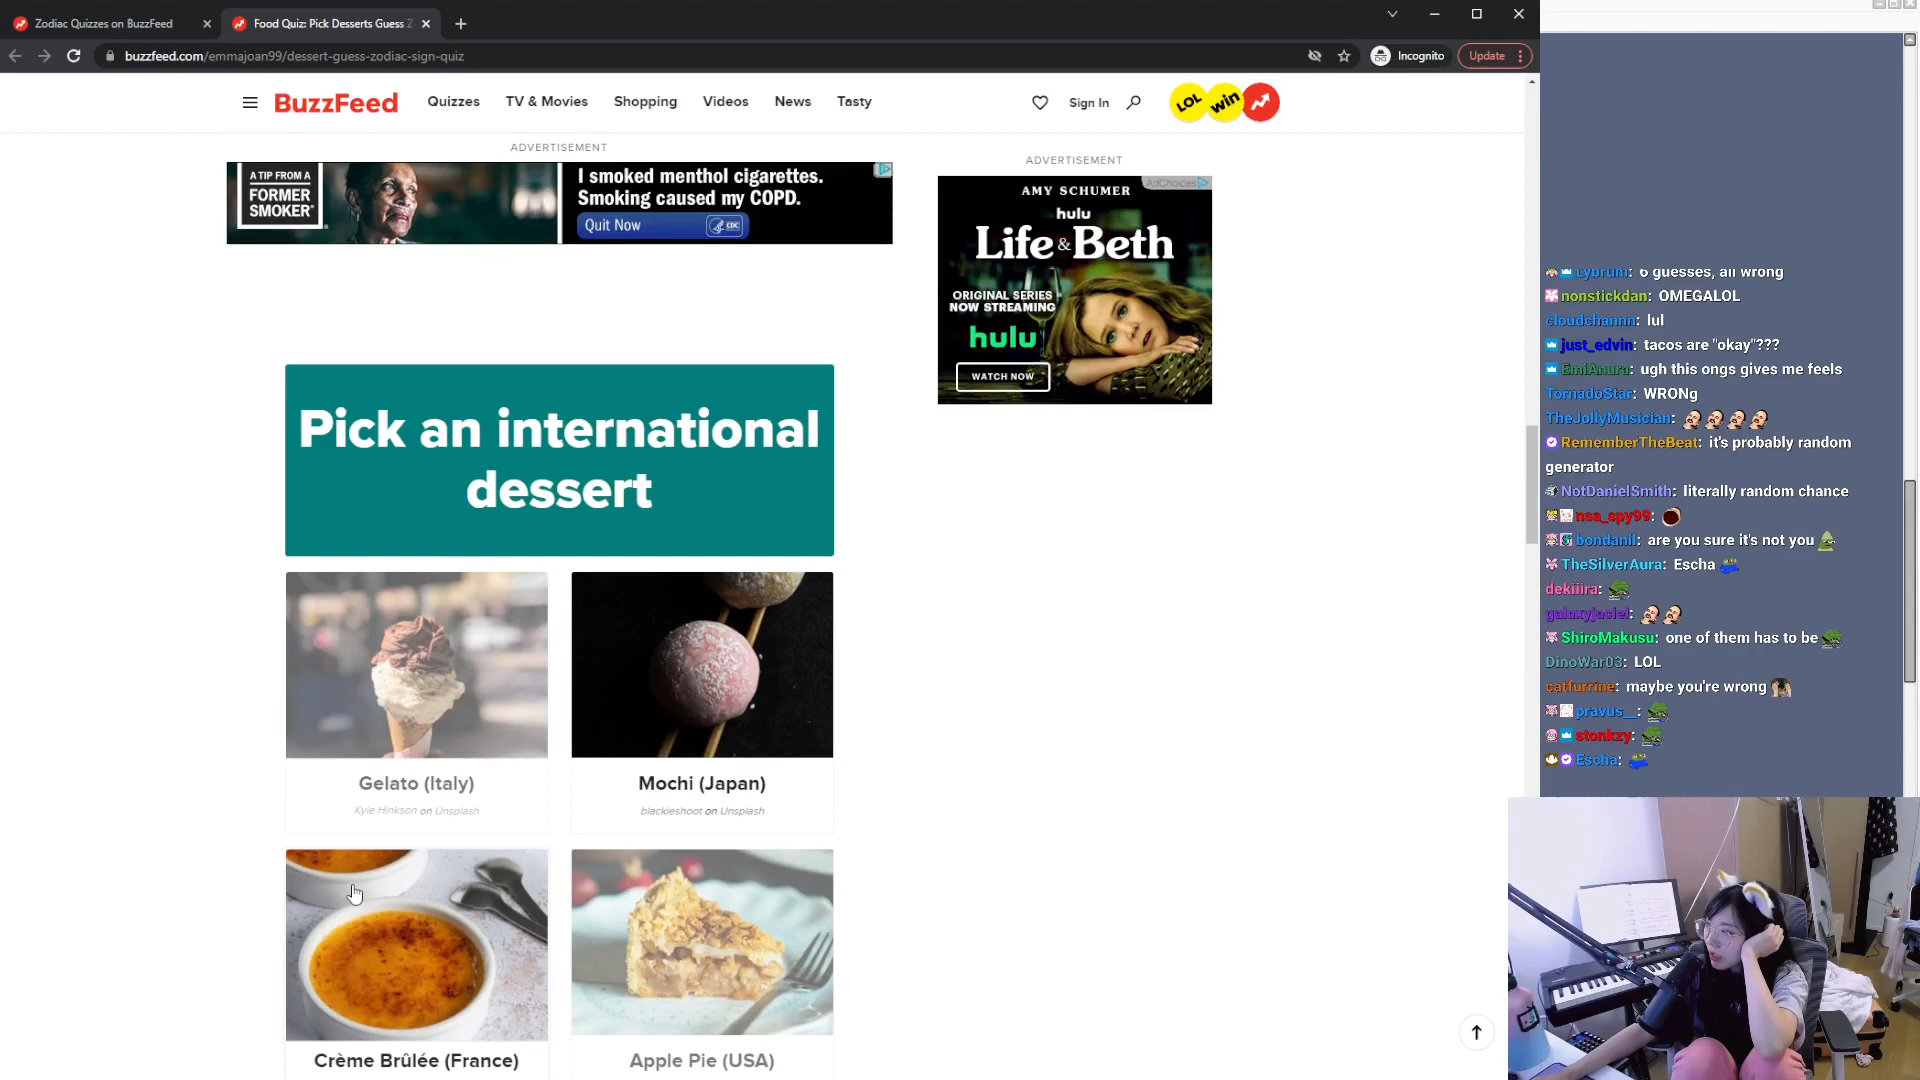 Zodiac Quizzes on BuzzFeed
Food Quiz: Pick Desserts Guess Z
buzzfeed.com/emmajoan99/dessert-guess-zodiac-sign-quiz
Incognito
Update
BuzzFeed
Quizzes
TV & Movies
Shopping
Videos
News
Tasty
Sign In
LOL
win
ADVERTISEMENT
A TIP FROM A
FORMER
SMOKER
I smoked menthol cigarettes.
Smoking caused my COPD.
Quit Now
CDC
ADVERTISEMENT
AMY SCHUMER
AdChoices
hulu
Life & Beth
ORIGINAL SERIES
NOW STREAMING
hulu
WATCH NOW
Pick an international
dessert
Gelato (Italy)
Kyle Hinkson on Unsplash
Mochi (Japan)
blackieshoot on Unsplash
Crème Brûlée (France)
Apple Pie (USA)
Lyorum: 6 guesses, all wrong
nonstickdan: OMEGALOL
cloudchannn: lul
just_edvin: tacos are "okay"???
EmiAnura: ugh this ongs gives me feels
TornadoStar: WRONg
TheJollyMusician:
RememberTheBeat: it's probably random
generator
NotDanielSmith: literally random chance
nsa_spy99:
bondanil: are you sure it's not you
TheSilverAura: Escha
dekiiira:
galaxyjaciel:
ShiroMakusu: one of them has to be
DinoWar03: LOL
catfurrine: maybe you're wrong
pravus__:
stonkzy:
Escha: